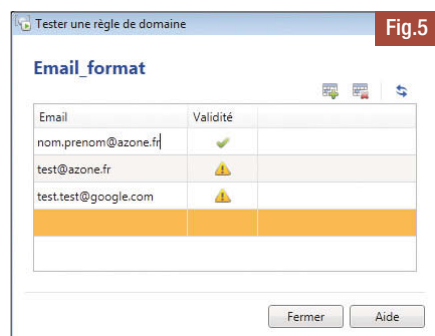 Tester une règle de domaine
Fig.5
Email_format
Email Validité
nom.prenom@azone.fr
test@azone.fr
test.test@google.com
Fermer Aide